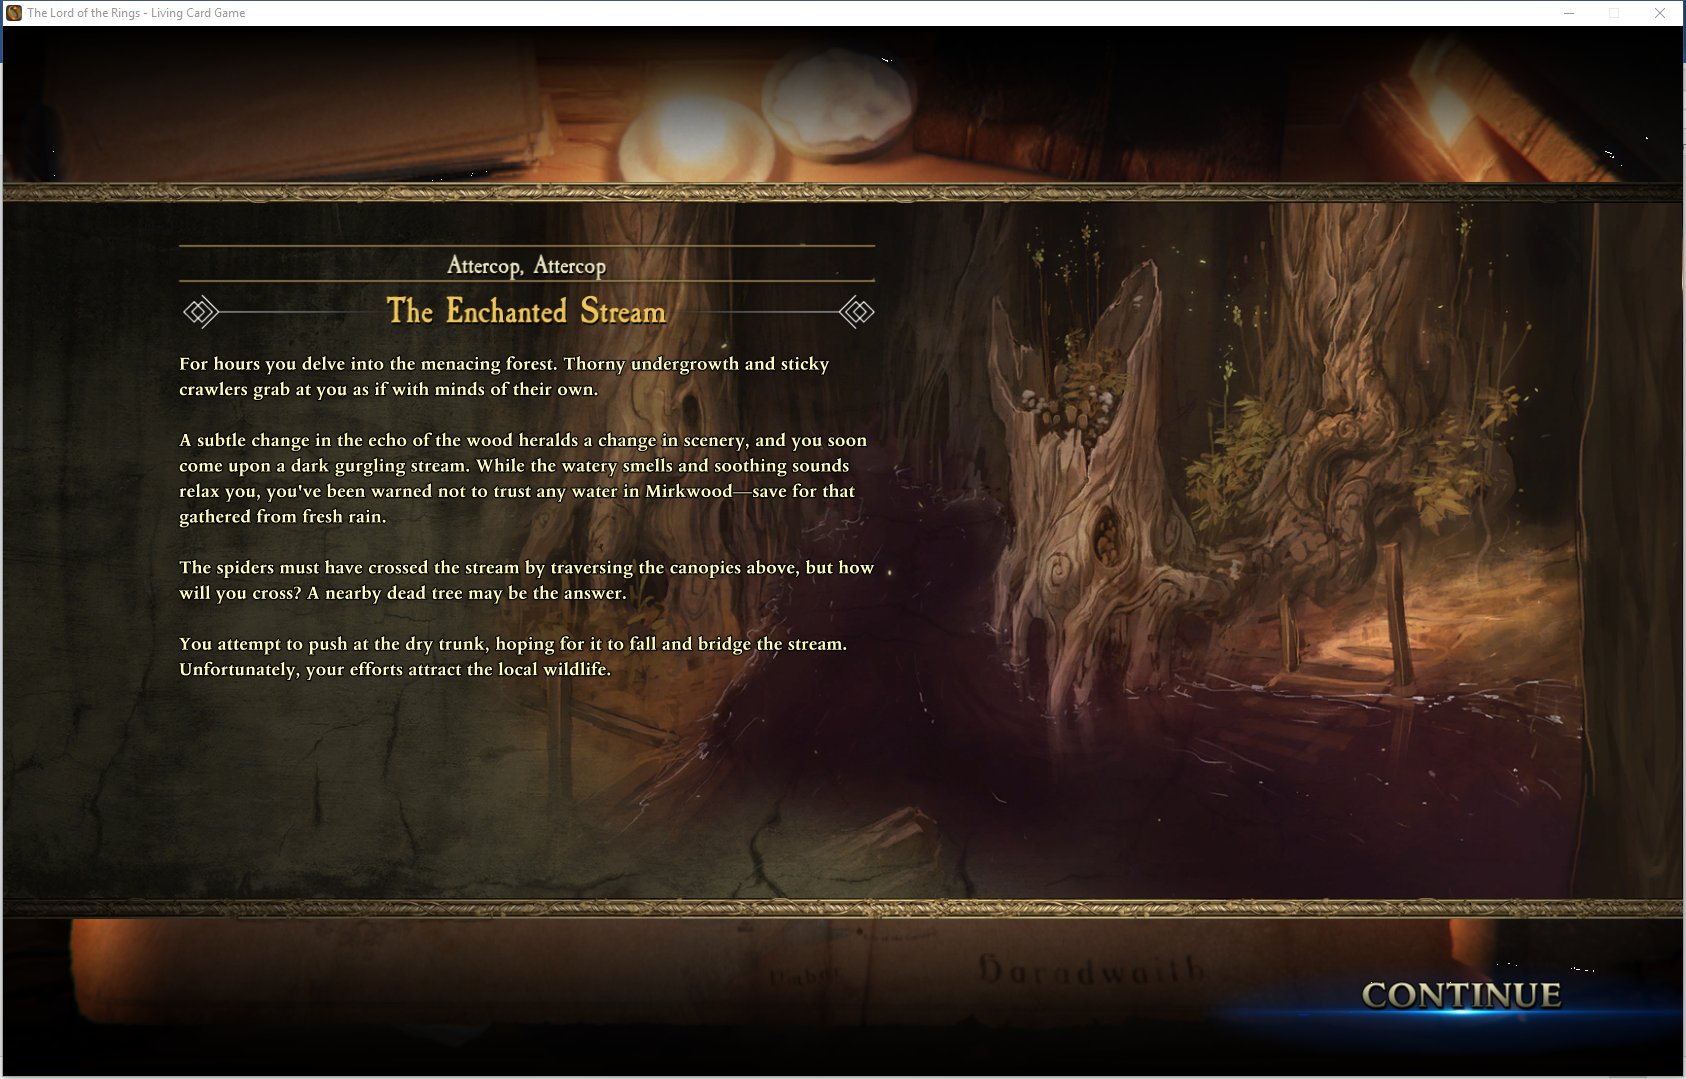 The Lord of the Rings - Living Card Game
Attercop, Attercop
The Enchanted Stream
For hours you delve into the menacing forest. Thorny undergrowth and sticky
crawlers grab at you as if with minds of their own.
A subtle change in the echo of the wood heralds a change in scenery, and you soon
come upon a dark gurgling stream. While the watery smells and soothing sounds
relax you, you've been warned not to trust any water in Mirkwood—save for that
gathered from fresh rain.
The spiders must have crossed the stream by traversing the canopies above, but how
will you cross? A nearby dead tree may be the answer.
You attempt to push at the dry trunk, hoping for it to fall and bridge the stream.
Unfortunately, your efforts attract the local wildlife.
Haradwaith
CONTINUE